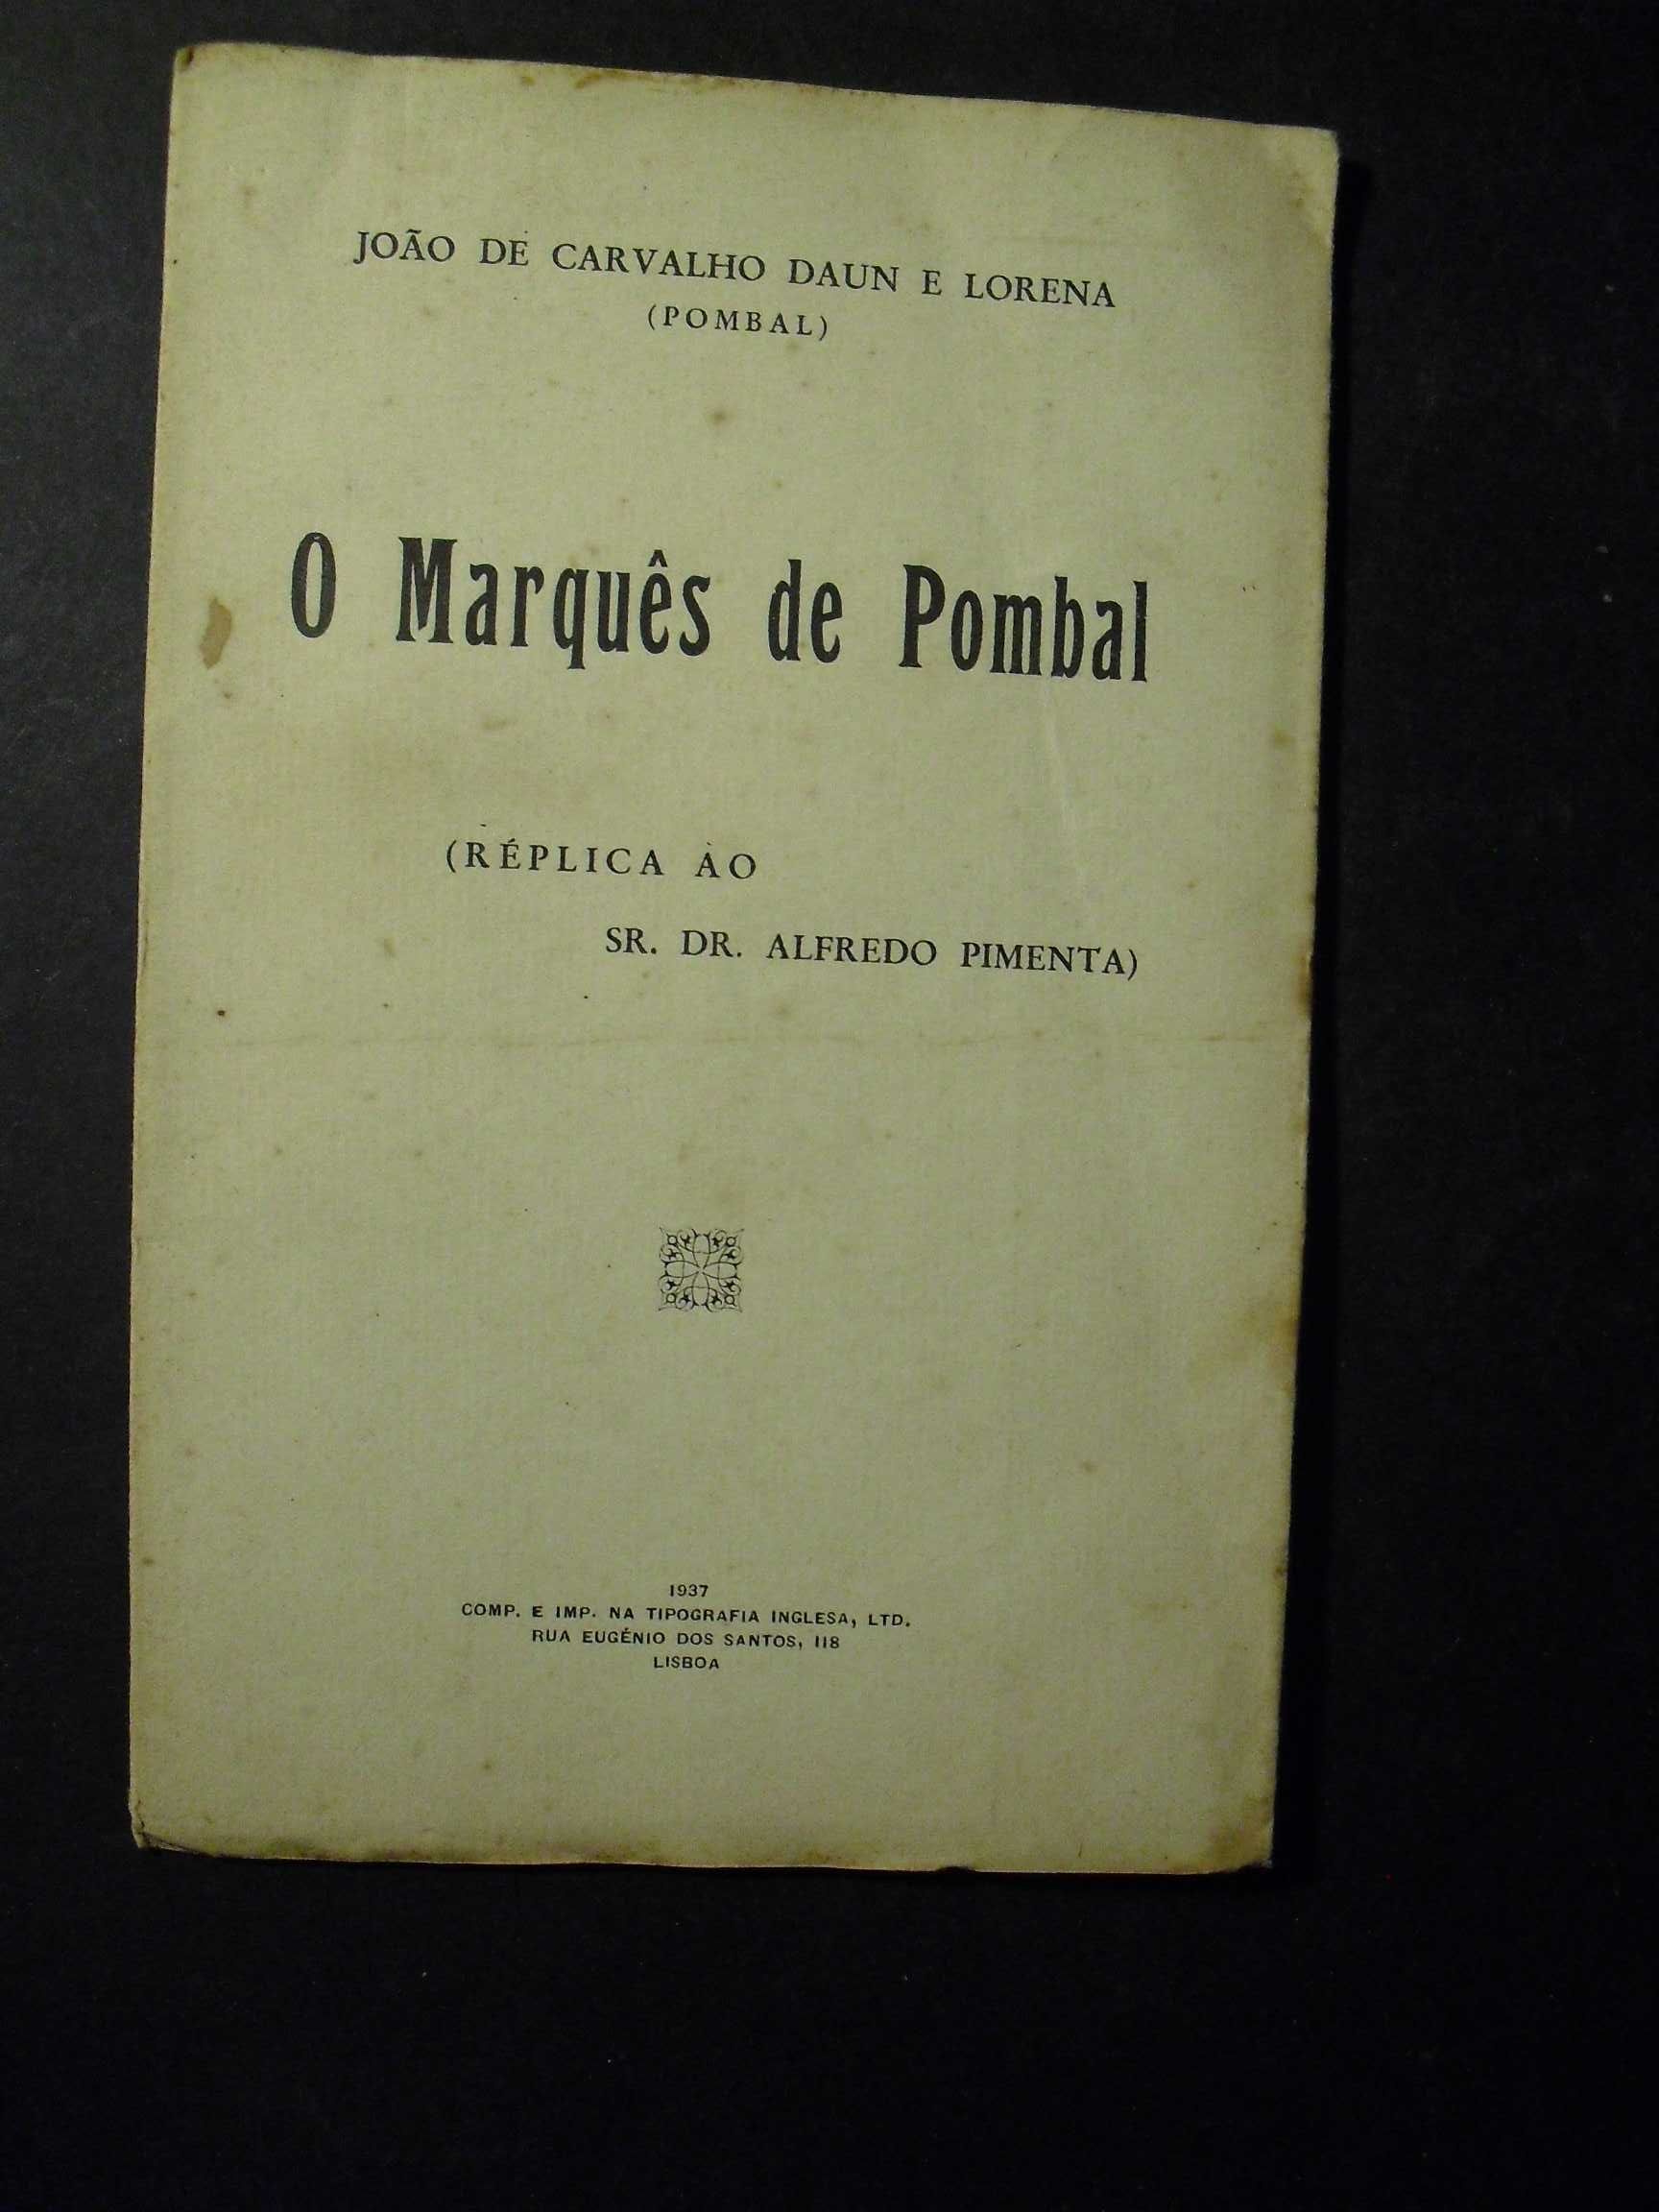 JOÃO DE CARVALHO DAUN E LORENA
(POMBAL)
O Marquês de Pombal
(RÉPLICA AO
SR. DR. ALFREDO PIMENTA)
1937
COMP. E IMP. NA TIPOGRAFIA INGLESA, LTD.
RUA EUGÉNIO DOS SANTOS, 118
LISBOA